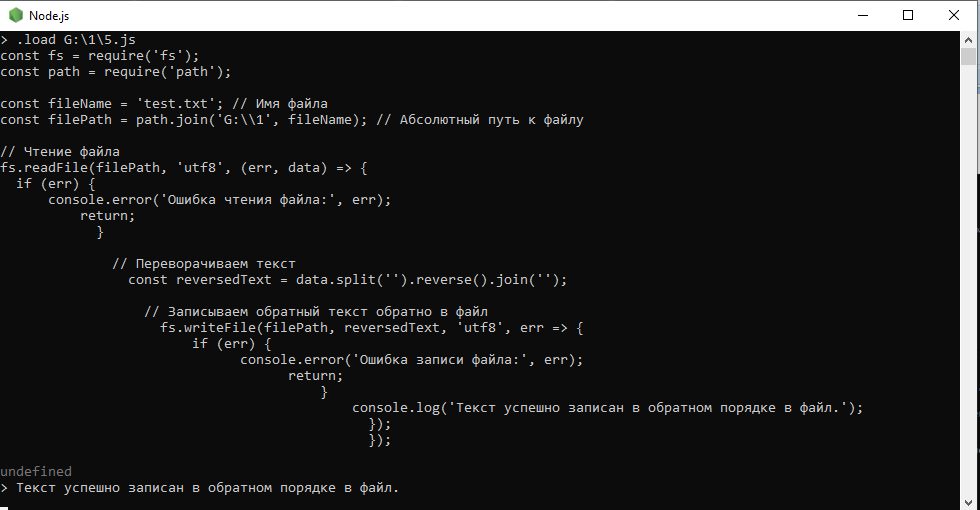 Node.js
> .load G:\1\5.js
const fs = require('fs');
const path = require('path');
const fileName = 'test.txt'; // Имя файла
const filePath = path.join('G:\\1', fileName); // Абсолютный путь к файлу
// Чтение файла
fs.readFile(filePath, 'utf8', (err, data) => {
if (err) {
console.error('Ошибка чтения файла:', err);
return;
}
// Переворачиваем текст
const reversedText = data.split('').reverse().join('');
// Записываем обратный текст обратно в файл
fs.writeFile(filePath, reversedText, 'utf8', err => {
if (err) {
console.error('Ошибка записи файла:', err);
return;
}
console.log('Текст успешно записан в обратном порядке в файл.');
});
});
undefined
> Текст успешно записан в обратном порядке в файл.